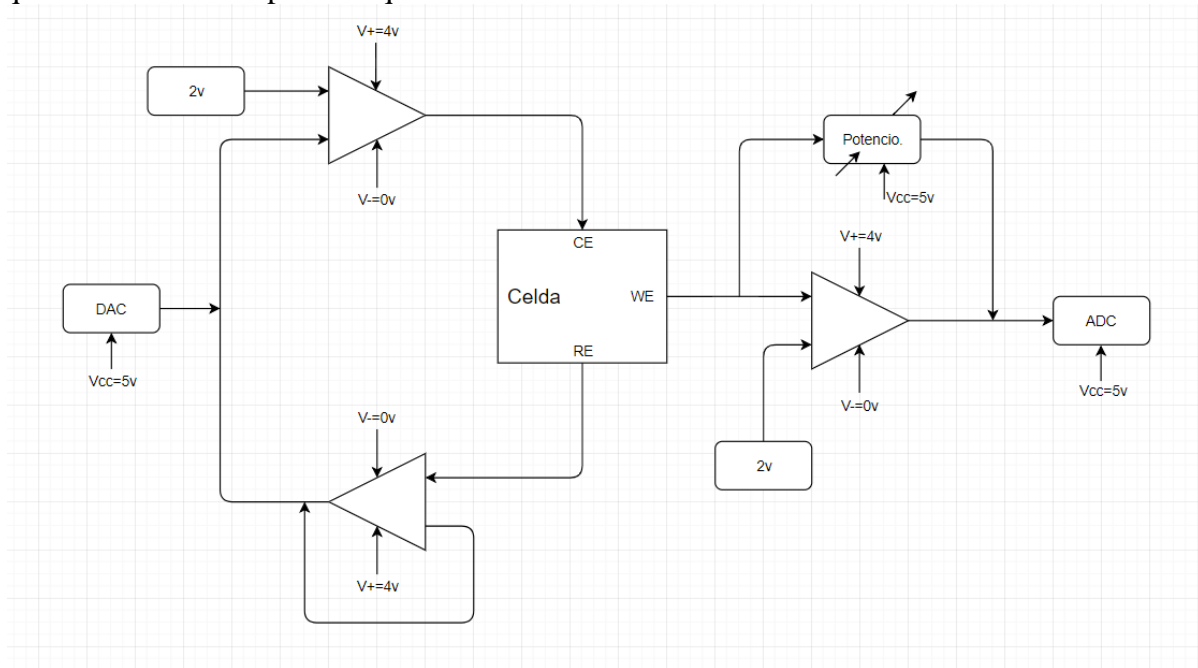 V+=4v
2v
V-=0v
Potencio.
Vcc=5v
CE
Celda
WE
RE
V+=4v
DAC
Vcc=5v
ADC
Vcc=5v
V-=0v
V-=0v
2v
V+=4v